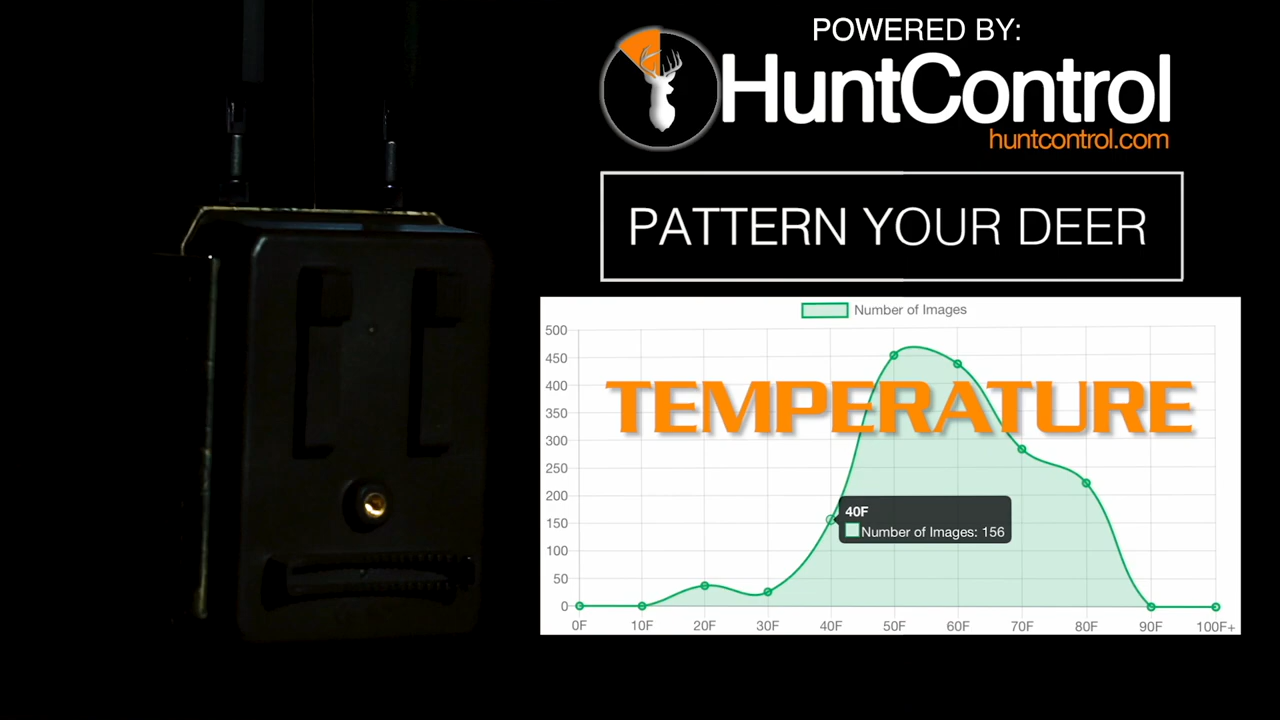 POWERED BY:
HuntControl
huntcontrol.com
PATTERN YOUR DEER
Number of Images
500
450
400
350
300
250
200
150
100
50
0
TEMPERATURE
40F
Number of Images: 156
0F 10F 20F 30F 40F 50F 60F 70F 80F 90F 100F+